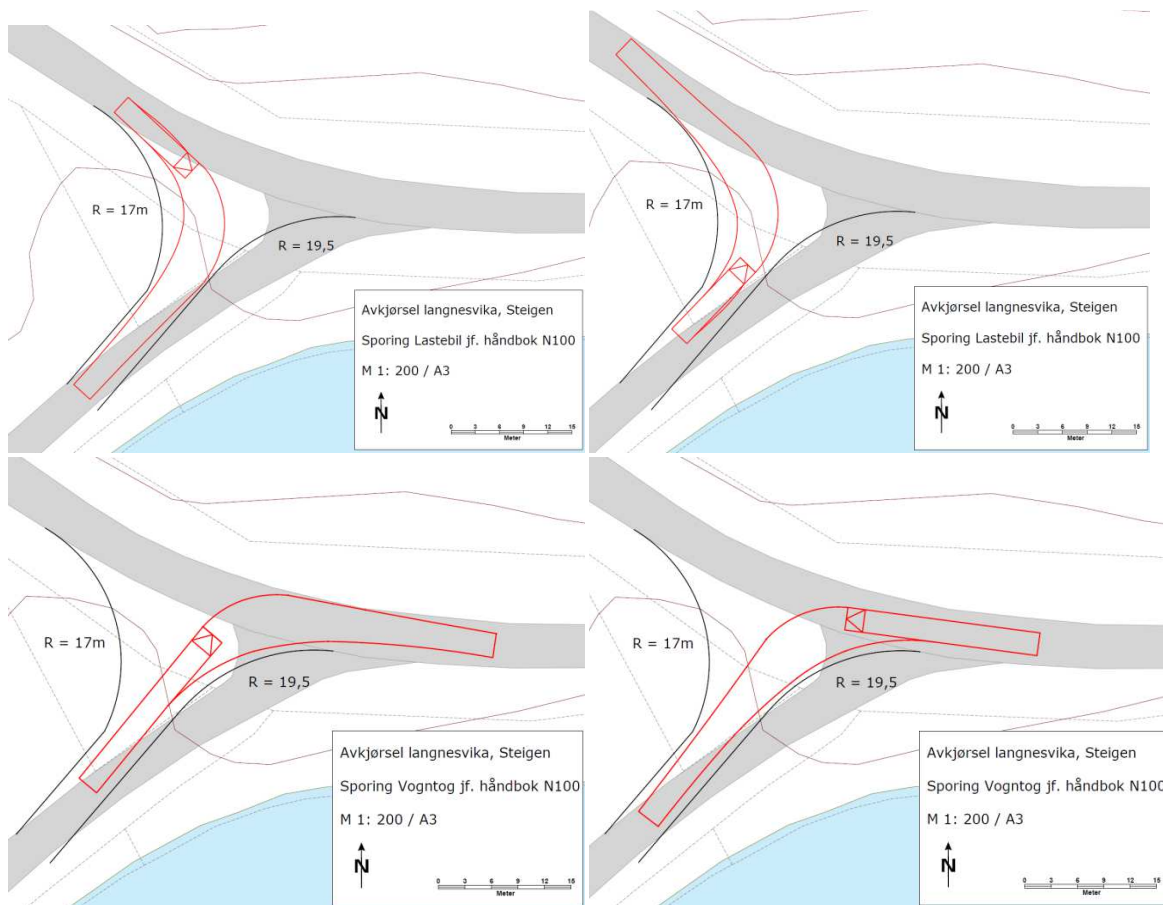 R = 17m
R = 19,5
Avkjørsel langnesvika, Steigen
Sporing Lastebil jf. håndbok N100
M 1: 200 / A3
N
0 3 6 9 12 15
Meter
R = 17m
R = 19,5
Avkjørsel langnesvika, Steigen
Sporing Lastebil jf. håndbok N100
M 1: 200 / A3
N
0 3 6 9 12 15
Meter
R = 17m
R = 19,5
Avkjørsel langnesvika, Steigen
Sporing Vogntog jf. håndbok N100
M 1: 200 / A3
N
0 3 6 9 12 15
Meter
R = 17m
R = 19,5
Avkjørsel langnesvika, Steigen
Sporing Vogntog jf. håndbok N100
M 1: 200 / A3
N
0 3 6 9 12 15
Meter